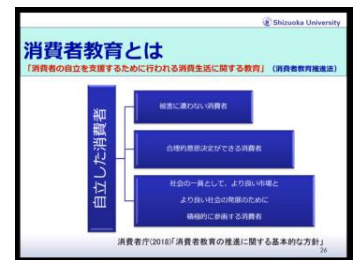 Shizuoka University
消費者教育とは
「消費者の自立を支援するために行われる消費生活に関する教育」（消費者教育推進法）
自立した消費者
被害に遭わない消費者
合理的意思決定ができる消費者
社会の一員として、より良い市場と
より良い社会の発展のために
積極的に参画する消費者
消費者庁(2018)「消費者教育の推進に関する基本的な方針」
26